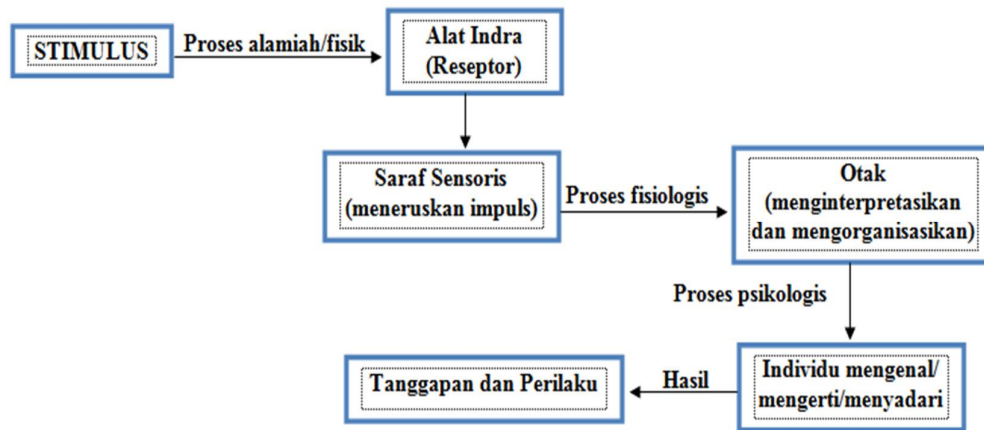 STIMULUS
Proses alamiah/fisik
Alat Indra
(Reseptor)
Saraf Sensoris
(meneruskan impuls)
Proses fisiologis
Otak
(menginterpretasikan
dan mengorganisasikan)
Proses psikologis
Individu mengenal/
mengerti/menyadari
Hasil
Tanggapan dan Perilaku